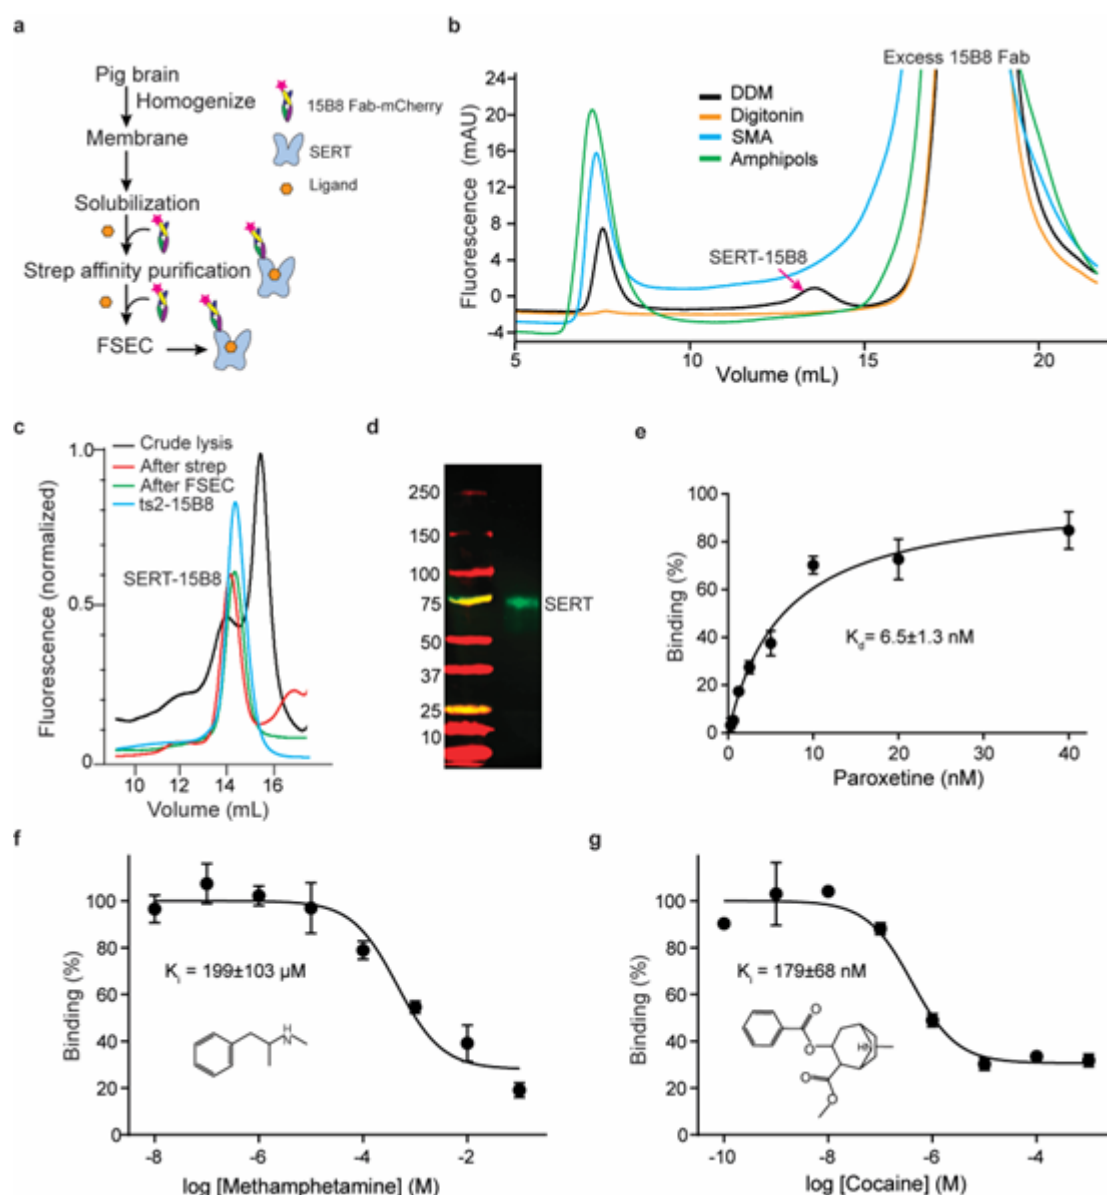 a
Pig brain
Homogenize
Membrane
Solubilization
Strep affinity purification
FSEC
15B8 Fab-mCherry
SERT
Ligand
b
Excess 15B8 Fab
DDM
Digitonin
SMA
Amphipols
SERT-15B8
Fluorescence (mAU)
24
20
16
12
8
4
0
-4
5
10
15
20
Volume (mL)
c
Crude lysis
After strep
After FSEC
ts2-15B8
SERT-15B8
Fluorescence (normalized)
1.0
0.5
0
10
12
14
16
Volume (mL)
d
250
150
100
75
50
37
25
10
SERT
e
Binding (%)
80
60
40
20
0
Kd= 6.5±1.3 nM
0
10
20
30
40
Paroxetine (nM)
f
Binding (%)
100
80
60
40
20
0
Ki = 199±103 µM
H
N
-8
-6
-4
-2
log [Methamphetamine] (M)
g
Binding (%)
100
80
60
40
20
0
Ki = 179±68 nM
O
O
HN
O
O
-10
-8
-6
-4
log [Cocaine] (M)